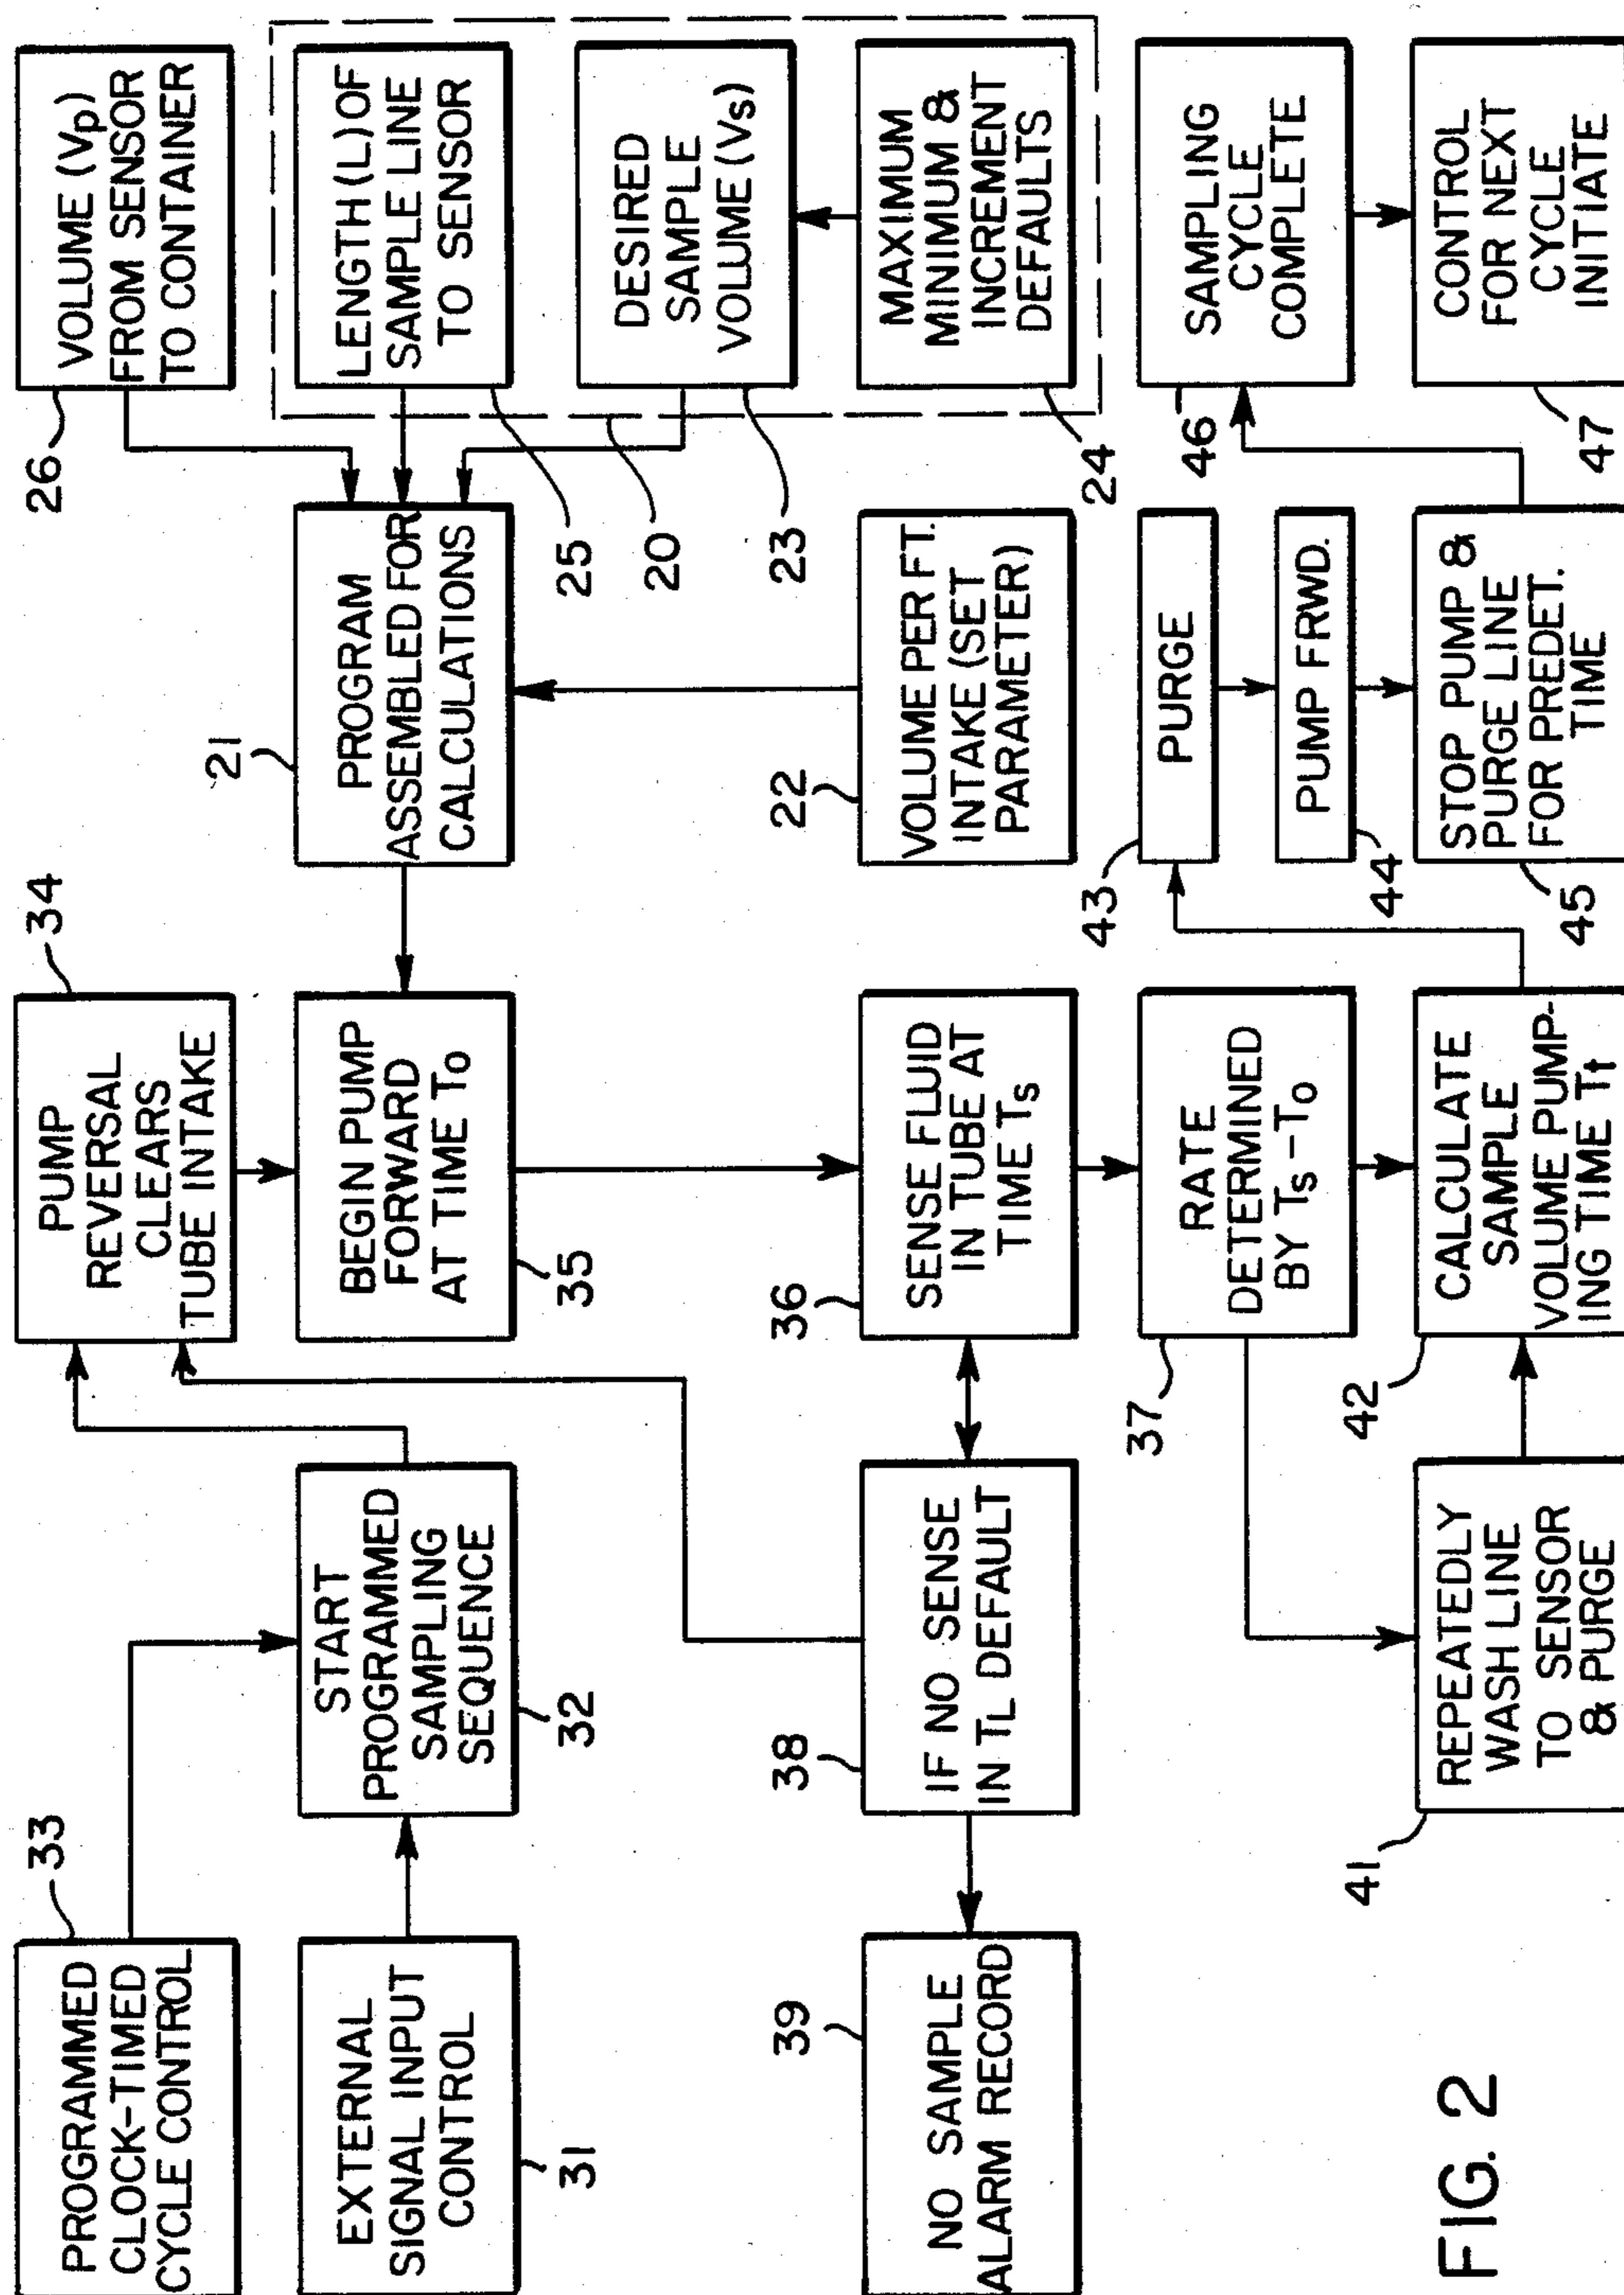 PROGRAMMED
CLOCK-TIMED
CYCLE CONTROL
33
EXTERNAL
SIGNAL INPUT
CONTROL
31
START
PROGRAMMED
SAMPLING
SEQUENCE
32
PUMP
REVERSAL
CLEARS
TUBE INTAKE
34
BEGIN PUMP
FORWARD
AT TIME To
35
PROGRAM
ASSEMBLED FOR
CALCULATIONS
21
VOLUME (Vp)
FROM SENSOR
TO CONTAINER
26
LENGTH (L) OF
SAMPLE LINE
TO SENSOR
25
20
DESIRED
SAMPLE
VOLUME (Vs)
23
MAXIMUM
MINIMUM &
INCREMENT
DEFAULTS
24
VOLUME PER FT.
INTAKE (SET
PARAMETER)
22
SENSE FLUID
IN TUBE AT
TIME Ts
36
IF NO SENSE
IN TL DEFAULT
38
NO SAMPLE
ALARM RECORD
39
RATE
DETERMINED
BY Ts-To
37
REPEATEDLY
WASH LINE
TO SENSOR
& PURGE
41
CALCULATE
SAMPLE
VOLUME PUMP-
ING TIME Tt
42
PURGE
43
PUMP FRWD.
44
STOP PUMP &
PURGE LINE
FOR PREDET.
TIME
45
SAMPLING
CYCLE
COMPLETE
46
CONTROL
FOR NEXT
CYCLE
INITIATE
47
FIG. 2